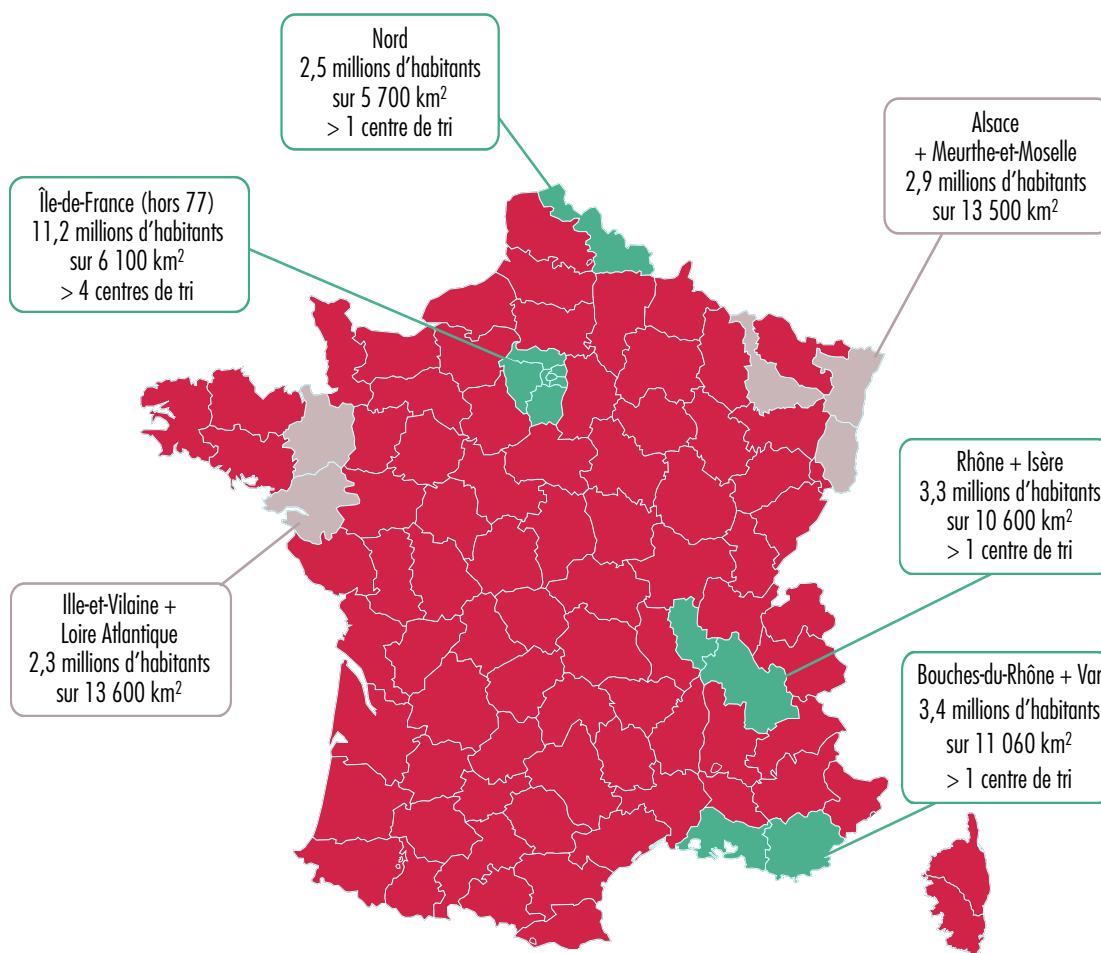 Nord
2,5 millions d'habitants
sur 5 700 km²
> 1 centre de tri
Alsace
+ Meurthe-et-Moselle
2,9 millions d'habitants
sur 13 500 km²
Île-de-France (hors 77)
11,2 millions d'habitants
sur 6 100 km²
> 4 centres de tri
Rhône + Isère
3,3 millions d'habitants
sur 10 600 km²
> 1 centre de tri
Ille-et-Vilaine +
Loire Atlantique
2,3 millions d'habitants
sur 13 600 km²
Bouches-du-Rhône + Var
3,4 millions d'habitants
sur 11 060 km²
> 1 centre de tri